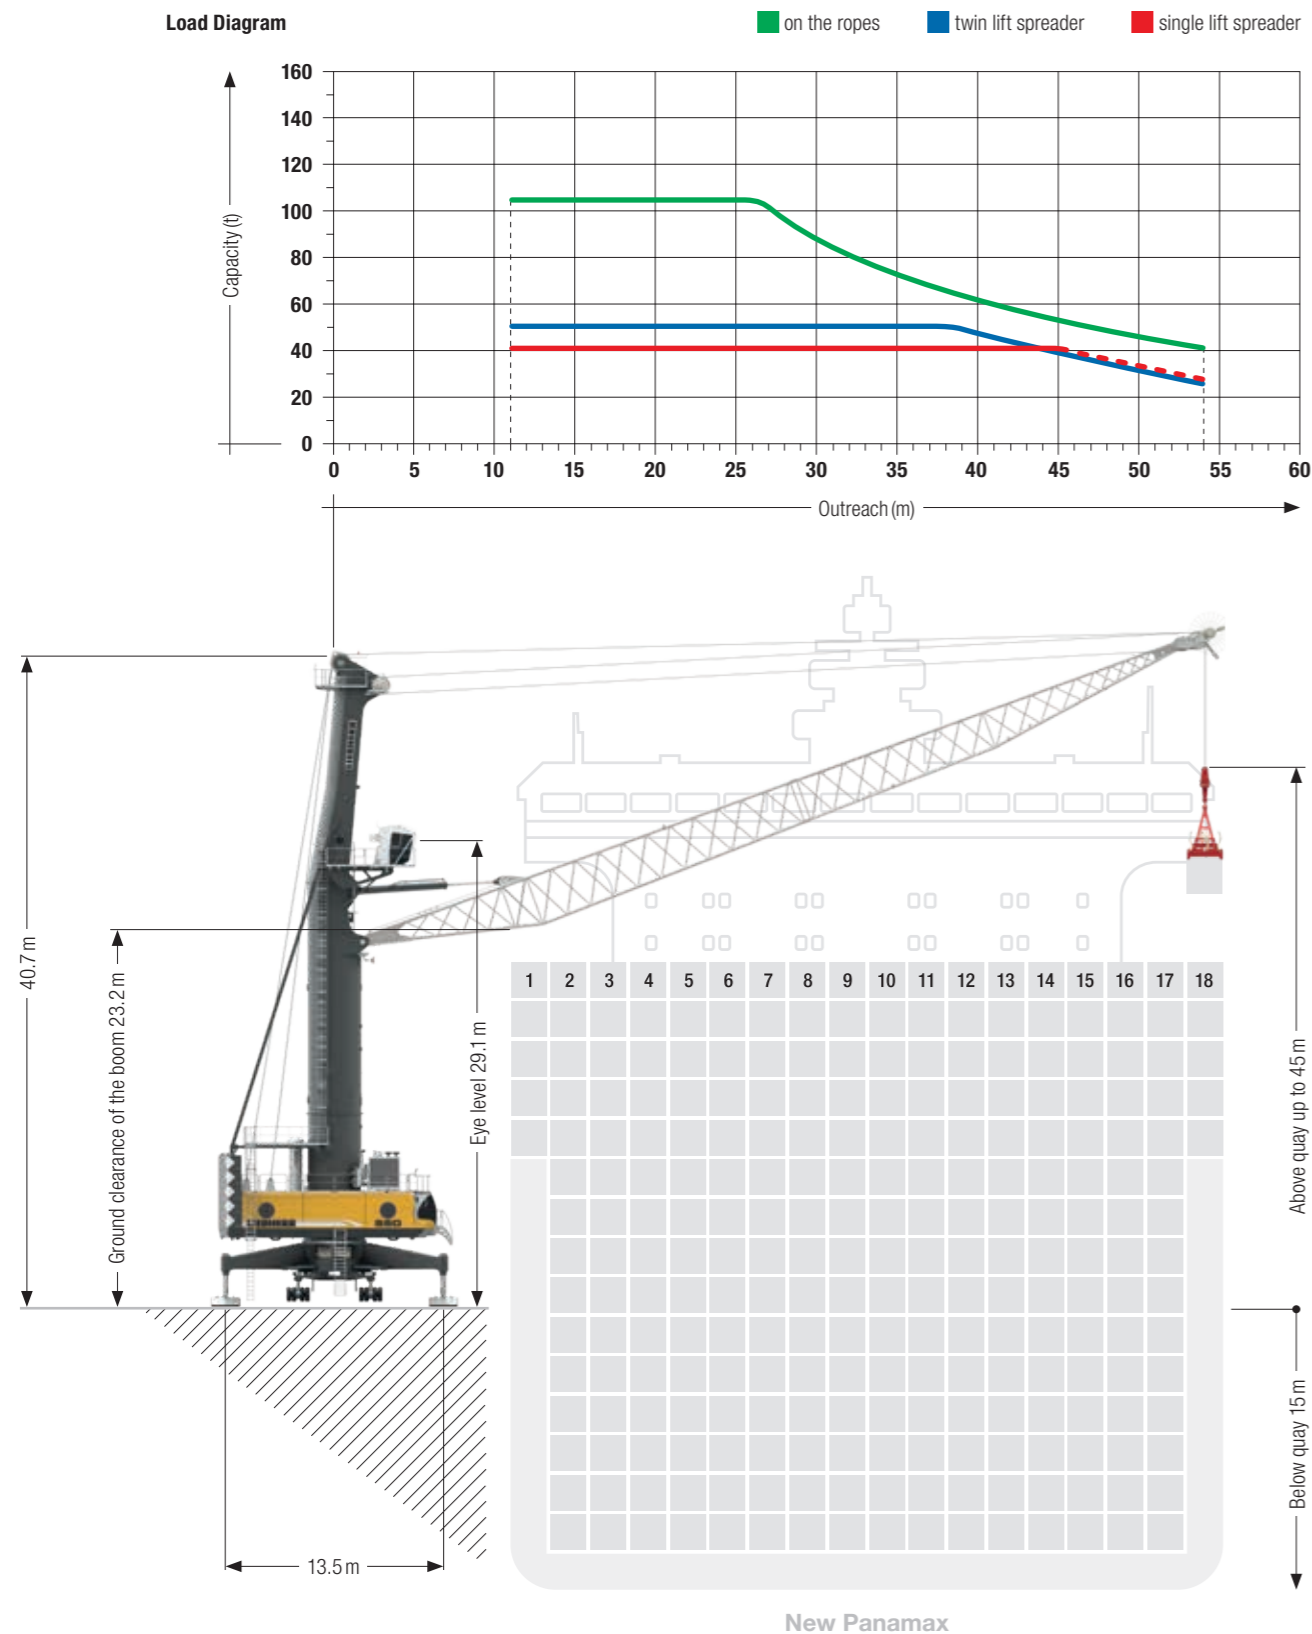 Load Diagram
on the ropes
twin lift spreader
single lift spreader
160
140
120
100
80
60
40
20
0
Capacity (t)
0 5 10 15 20 25 30 35 40 45 50 55 60
Outreach (m)
40.7 m
Ground clearance of the boom 23.2 m
Eye level 29.1 m
Above quay up to 45 m
Below quay 15 m
1 2 3 4 5 6 7 8 9 10 11 12 13 14 15 16 17 18
LIEBHERR
550
13.5 m
New Panamax